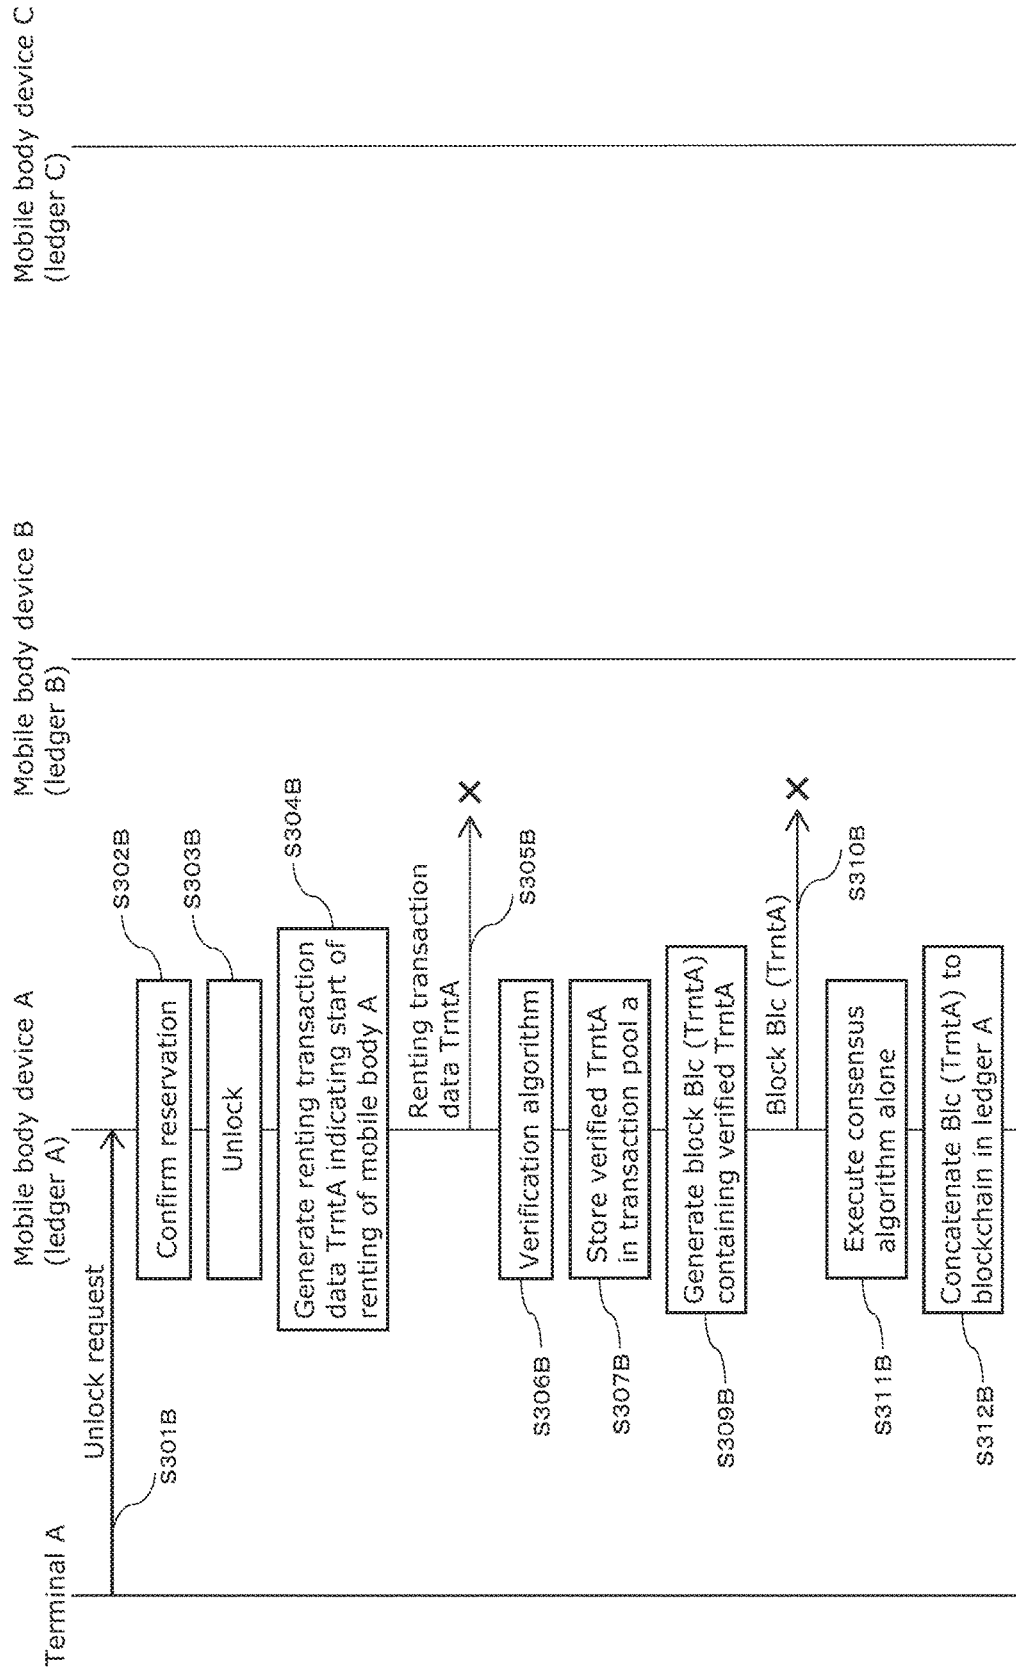 Terminal A
Mobile body device A
(ledger A)
Mobile body device B
(ledger B)
Mobile body device C
(ledger C)
Unlock request
S301B
Confirm reservation
S302B
Unlock
S303B
Generate renting transaction
data TrntA indicating start of
renting of mobile body A
S304B
Renting transaction
data TrntA
×
S305B
Verification algorithm
S306B
Store verified TrntA
in transaction pool a
S307B
Generate block Blc (TrntA)
containing verified TrntA
S309B
Block Blc (TrntA)
×
S310B
Execute consensus
algorithm alone
S311B
Concatenate Blc (TrntA) to
blockchain in ledger A
S312B